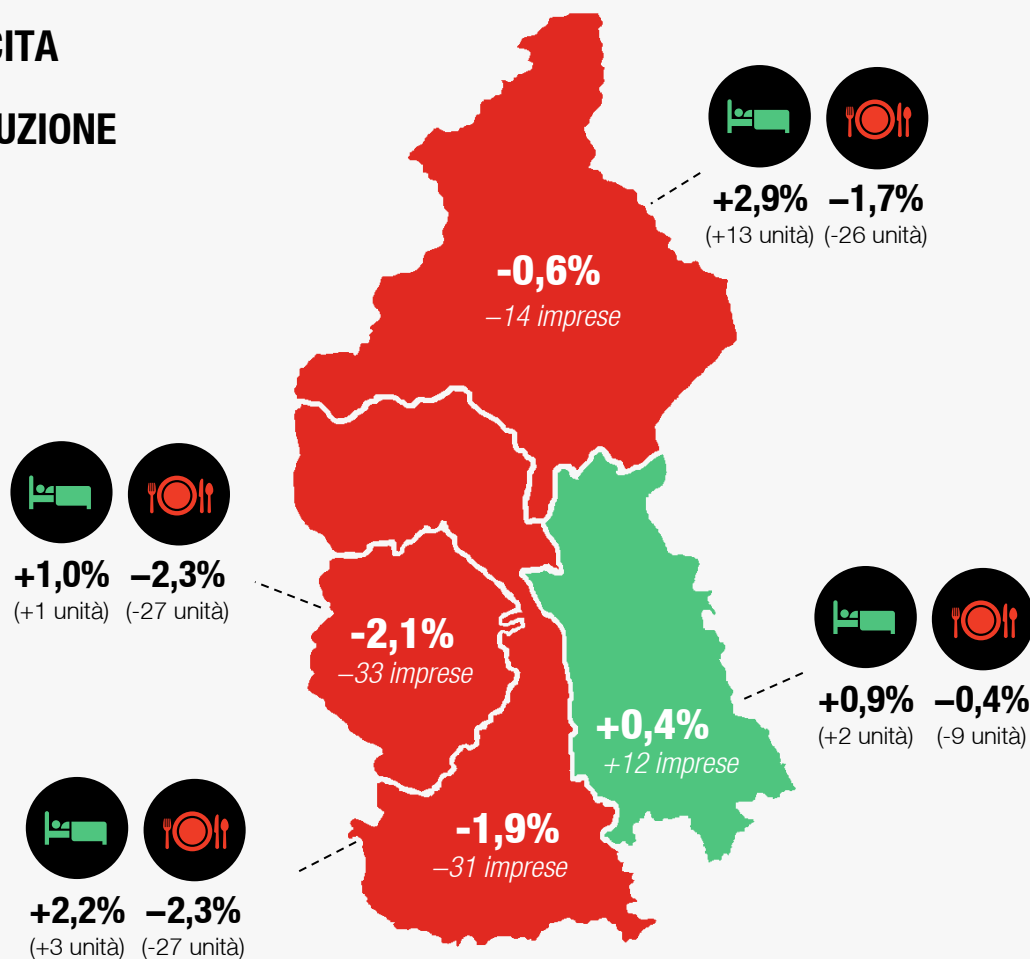 CITA
UZIONE
+2,9% –1,7%
(+13 unità) (-26 unità)
-0,6%
–14 imprese
+1,0% –2,3%
(+1 unità) (-27 unità)
-2,1%
–33 imprese
+0,9% –0,4%
(+2 unità) (-9 unità)
+0,4%
+12 imprese
-1,9%
–31 imprese
+2,2% –2,3%
(+3 unità) (-27 unità)